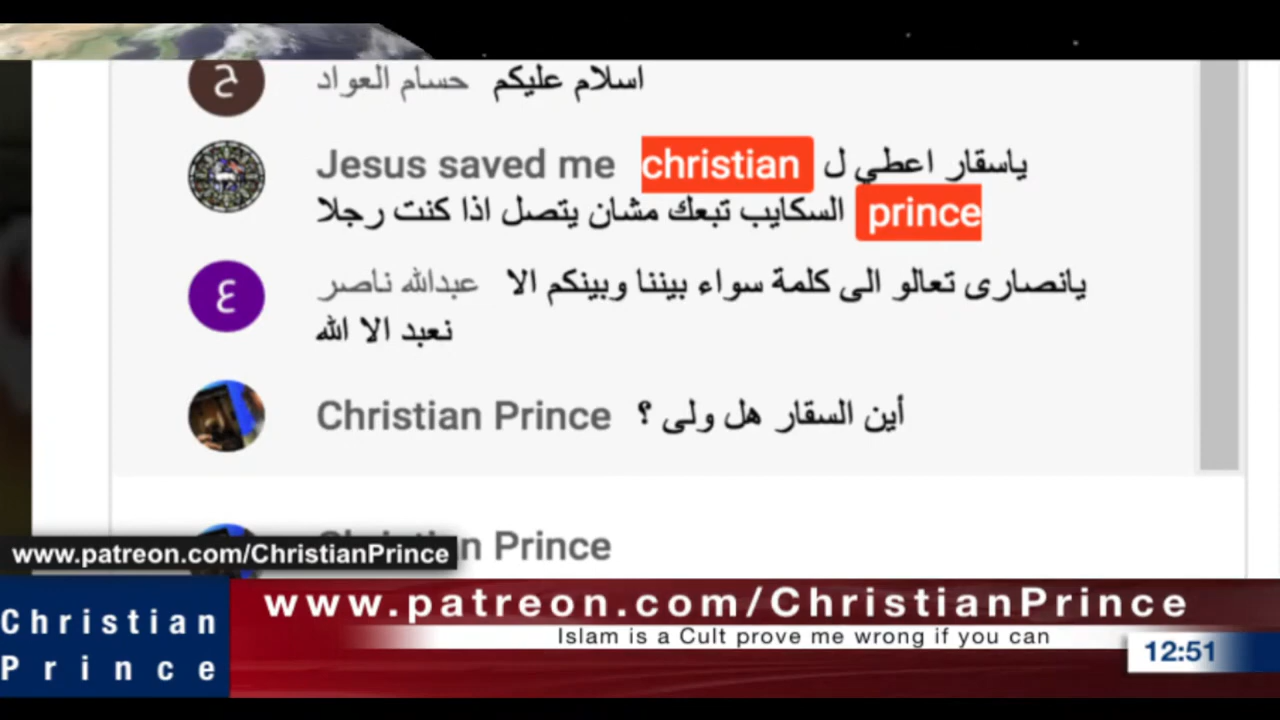 ح
حسام العواد اسلام عليكم
Jesus saved me ياسقار اعطي ل christian
prince السكايب تبعك مشان يتصل اذا كنت رجلا
ع
عبدالله ناصر يانصارى تعالو الى كلمة سواء بيننا وبينكم الا
نعبد الا الله
Christian Prince أين السقار هل ولى ؟
Christian Prince
www.patreon.com/ChristianPrince
www.patreon.com/ChristianPrince
Islam is a Cult prove me wrong if you can
Christian
Prince
12:51